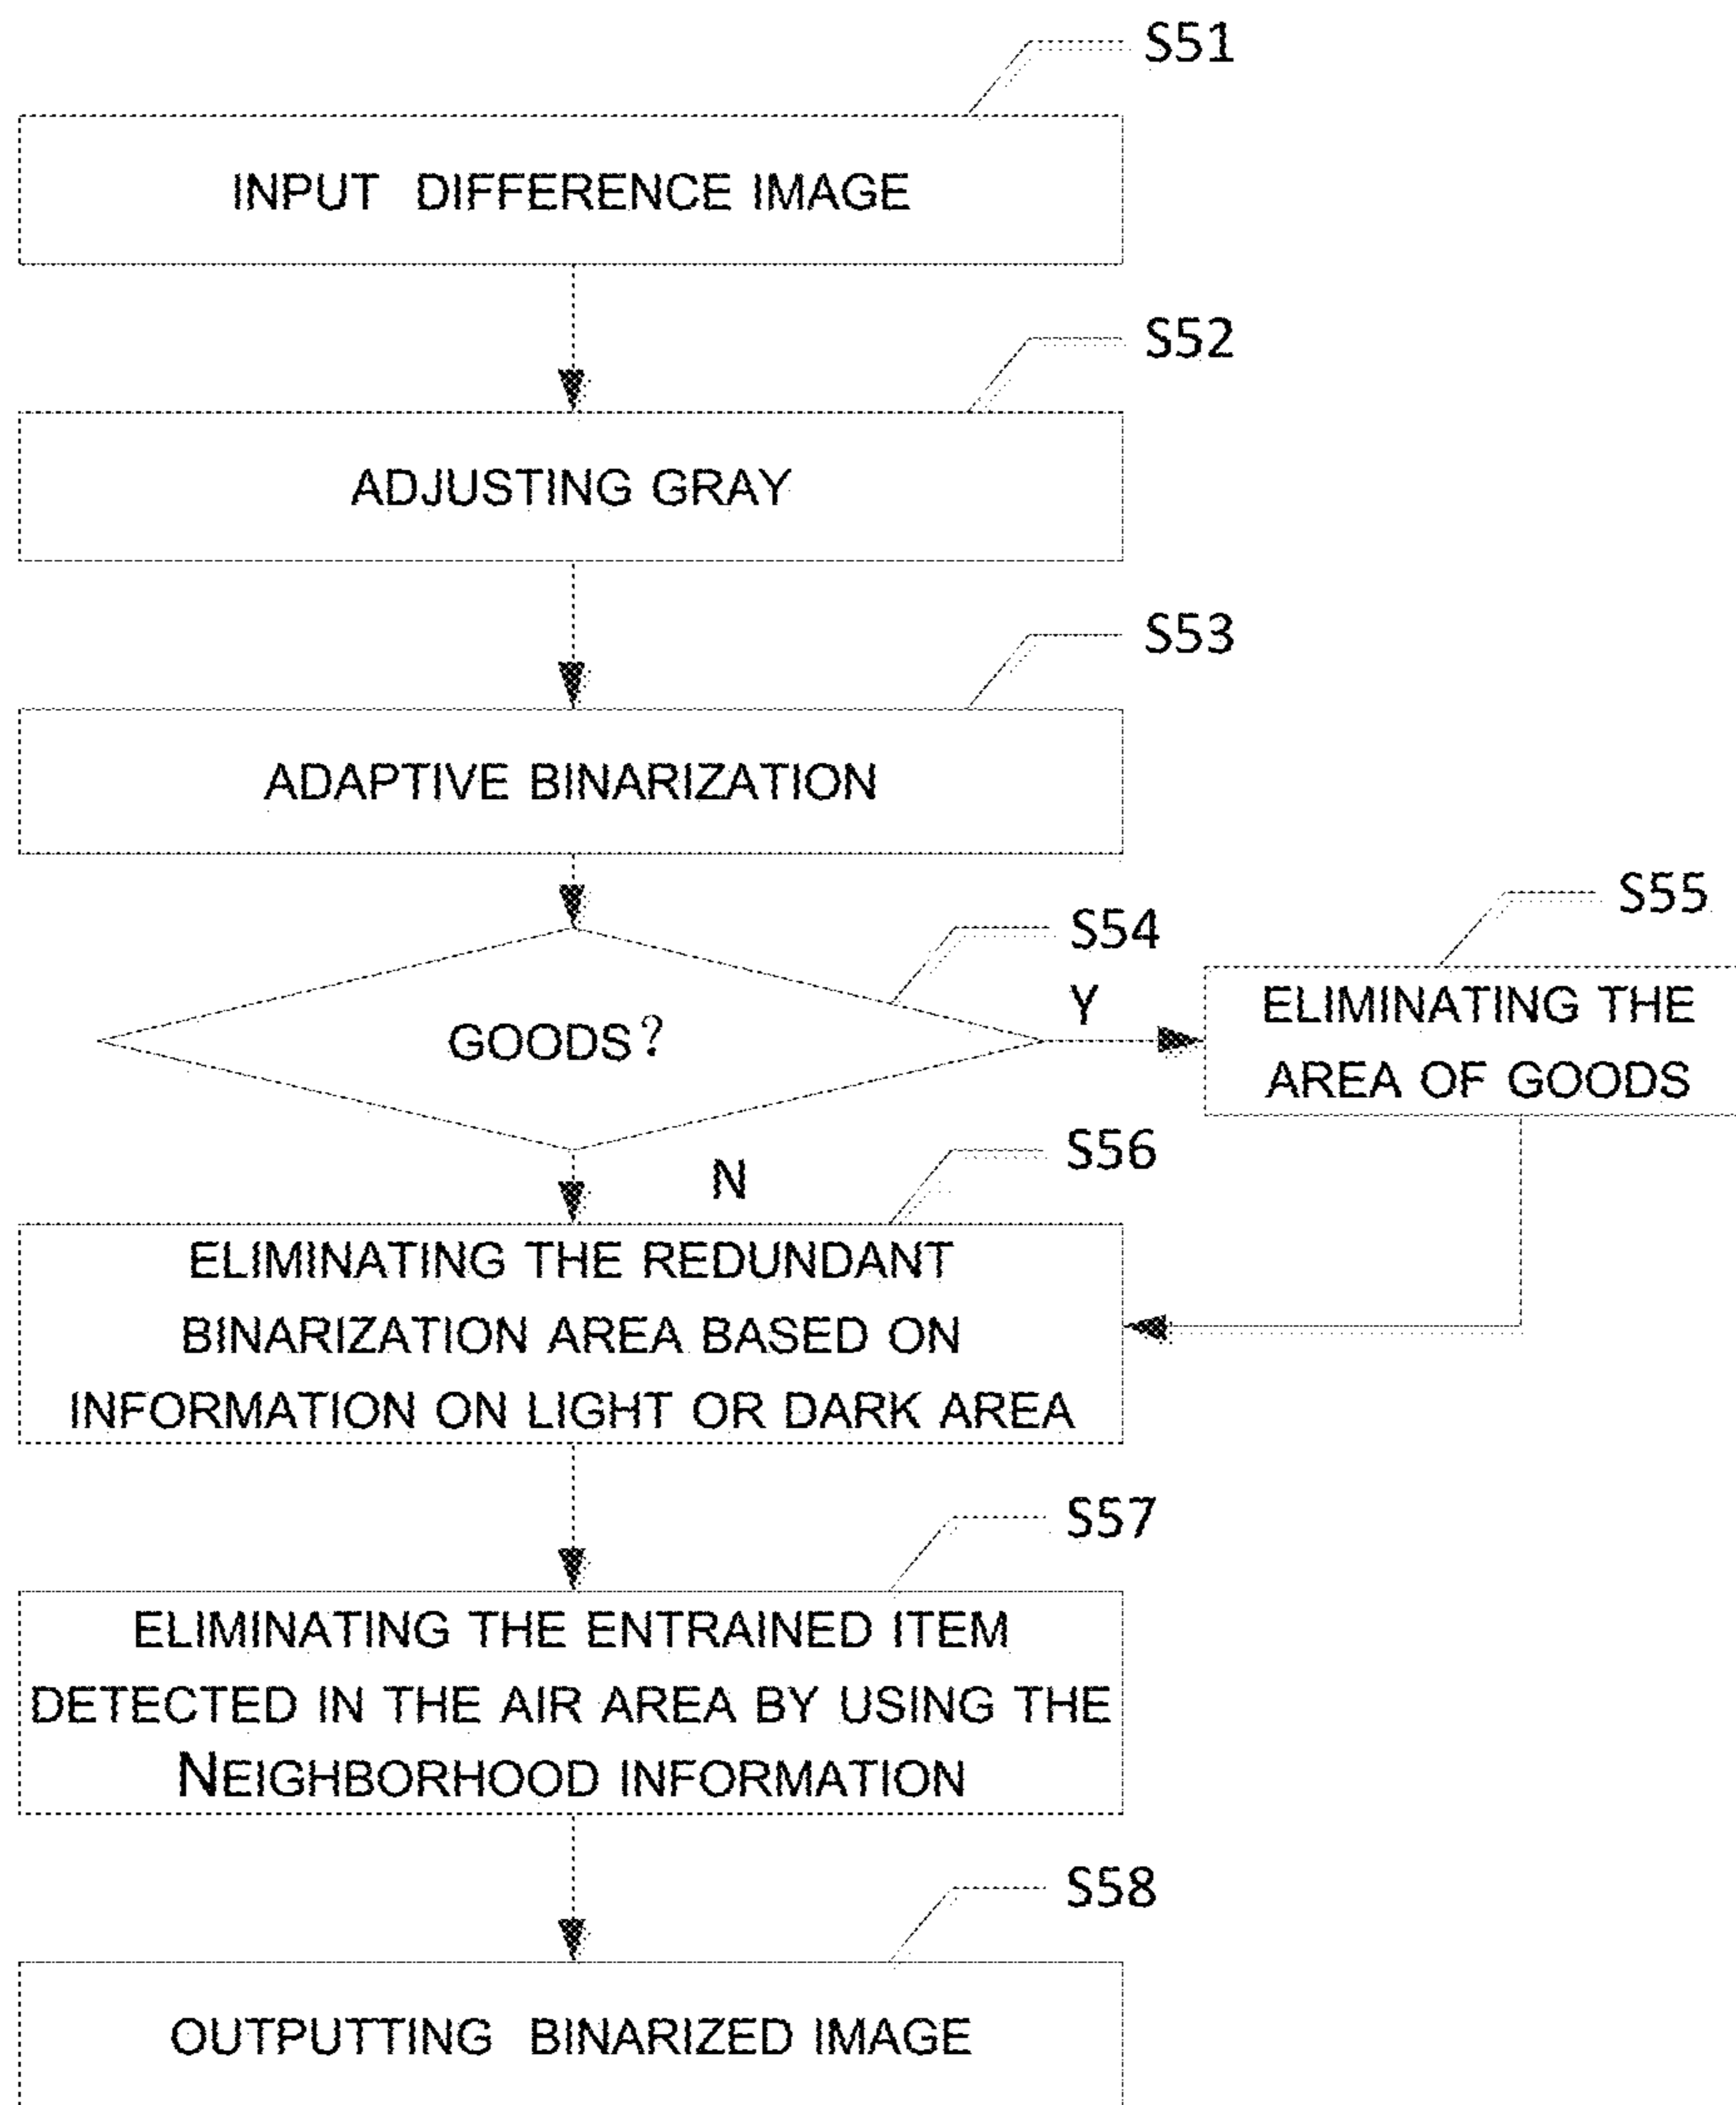 S51
INPUT DIFFERENCE IMAGE
S52
ADJUSTING GRAY
S53
ADAPTIVE BINARIZATION
S54
GOODS?
Y
S55
ELIMINATING THE
AREA OF GOODS
N
S56
ELIMINATING THE REDUNDANT
BINARIZATION AREA BASED ON
INFORMATION ON LIGHT OR DARK AREA
S57
ELIMINATING THE ENTRAINED ITEM
DETECTED IN THE AIR AREA BY USING THE
NEIGHBORHOOD INFORMATION
S58
OUTPUTTING BINARIZED IMAGE